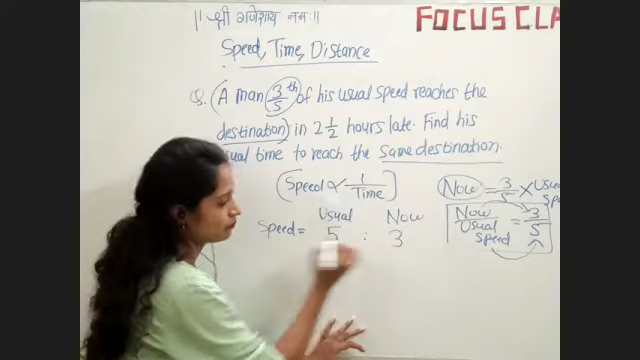 || श्री गणेशाय नमः ||
FOCUS CLA
Speed, Time, Distance
Q. A man 3/5 th of his usual speed reaches the
destination in 2 1/2 hours late. Find his
usual time to reach the same destination.
(Speed ∝ 1/Time)
Now = 3/5 × Usual
Now/Usual Speed = 3/5
Usual Now
Speed = 5 : 3